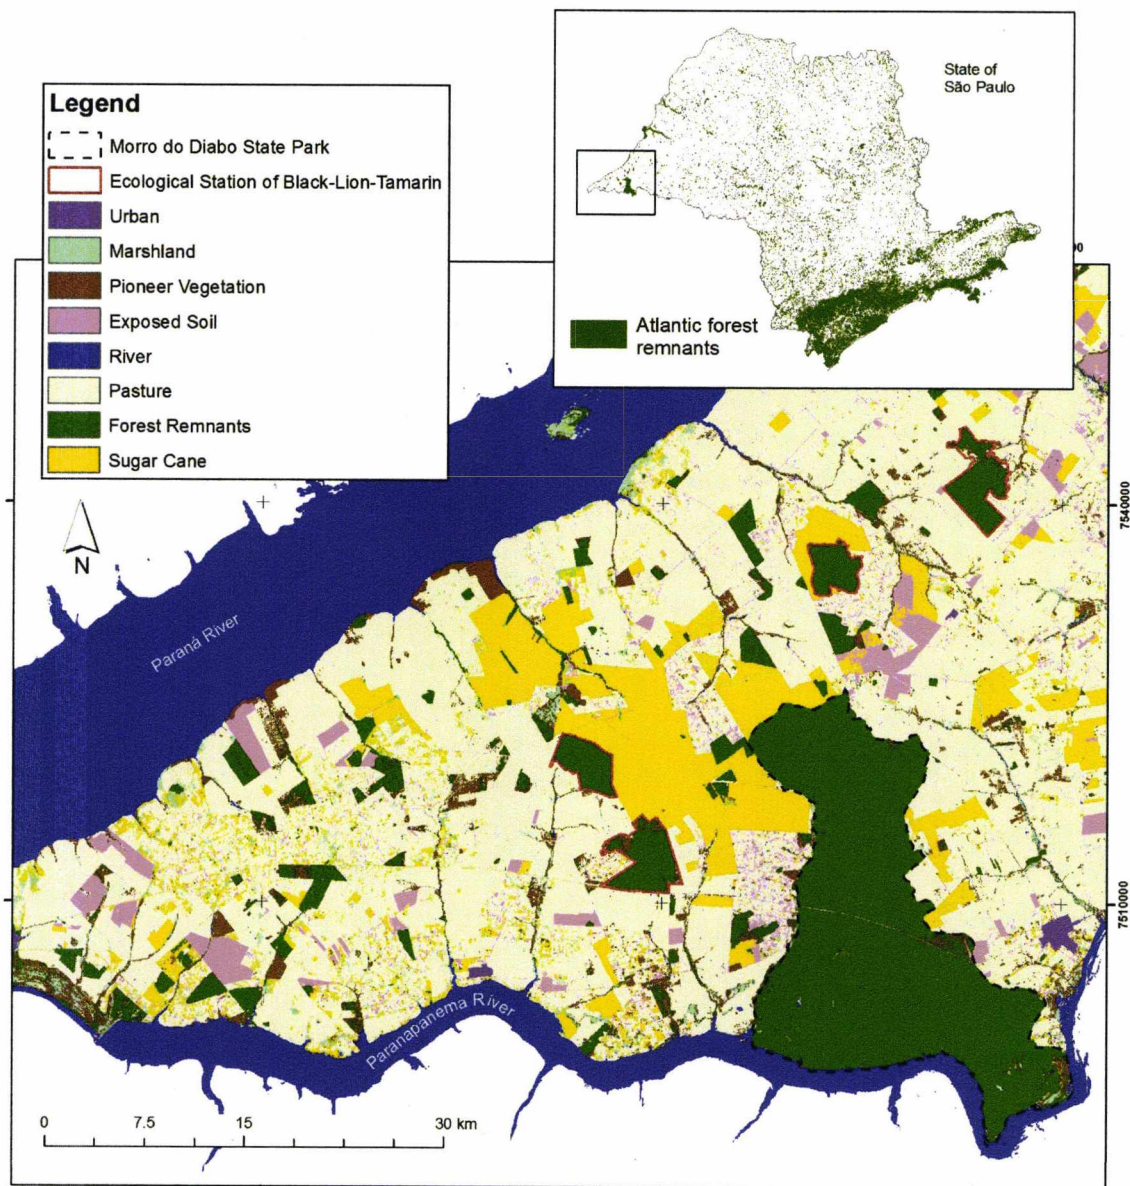 State of
São Paulo
Atlantic forest
remnants
Legend
Morro do Diabo State Park
Ecological Station of Black-Lion-Tamarin
Urban
Marshland
Pioneer Vegetation
Exposed Soil
River
Pasture
Forest Remnants
Sugar Cane
00
N
7540000
Paraná River
7510000
Paranapanema River
0 7.5 15 30 km